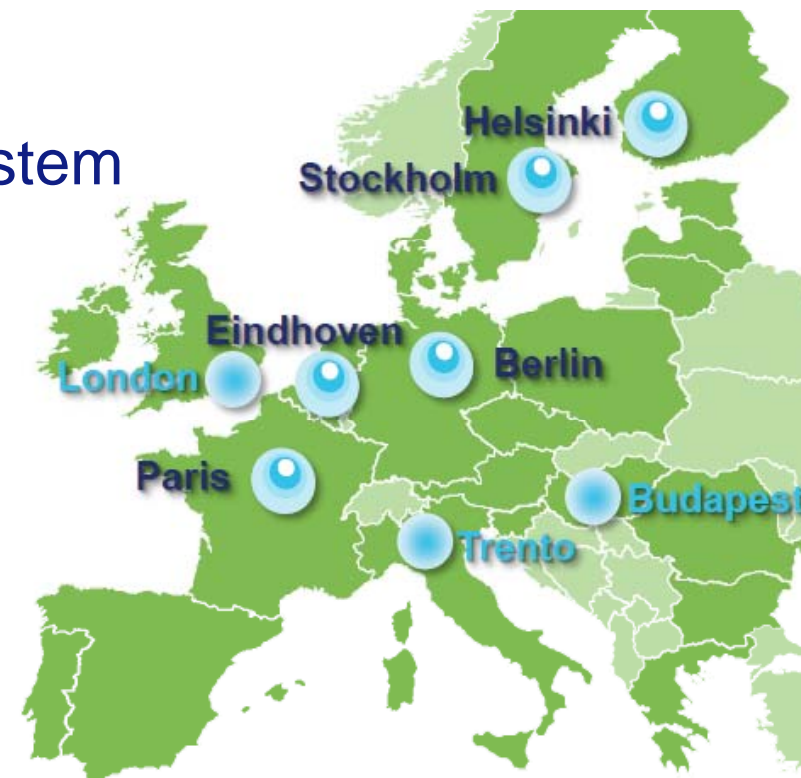 stem
Helsinki
Stockholm
Eindhoven
London
Berlin
Paris
Budapest
Trento